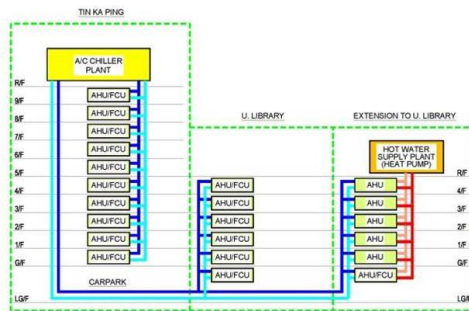 TIN KA PING
A/C CHILLER
PLANT
R/F
AHU/FCU
9/F
AHU/FCU
8/F
AHU/FCU
7/F
AHU/FCU
6/F
AHU/FCU
5/F
AHU/FCU
4/F
AHU/FCU
3/F
AHU/FCU
2/F
AHU/FCU
1/F
AHU/FCU
G/F
CARPARK
LG/F
U. LIBRARY
AHU/FCU
AHU/FCU
AHU/FCU
AHU/FCU
AHU/FCU
AHU/FCU
EXTENSION TO U. LIBRARY
HOT WATER
SUPPLY PLANT
(HEAT PUMP)
R/F
AHU
4/F
AHU
3/F
AHU
2/F
AHU
1/F
AHU
G/F
AHU/FCU
LG/F